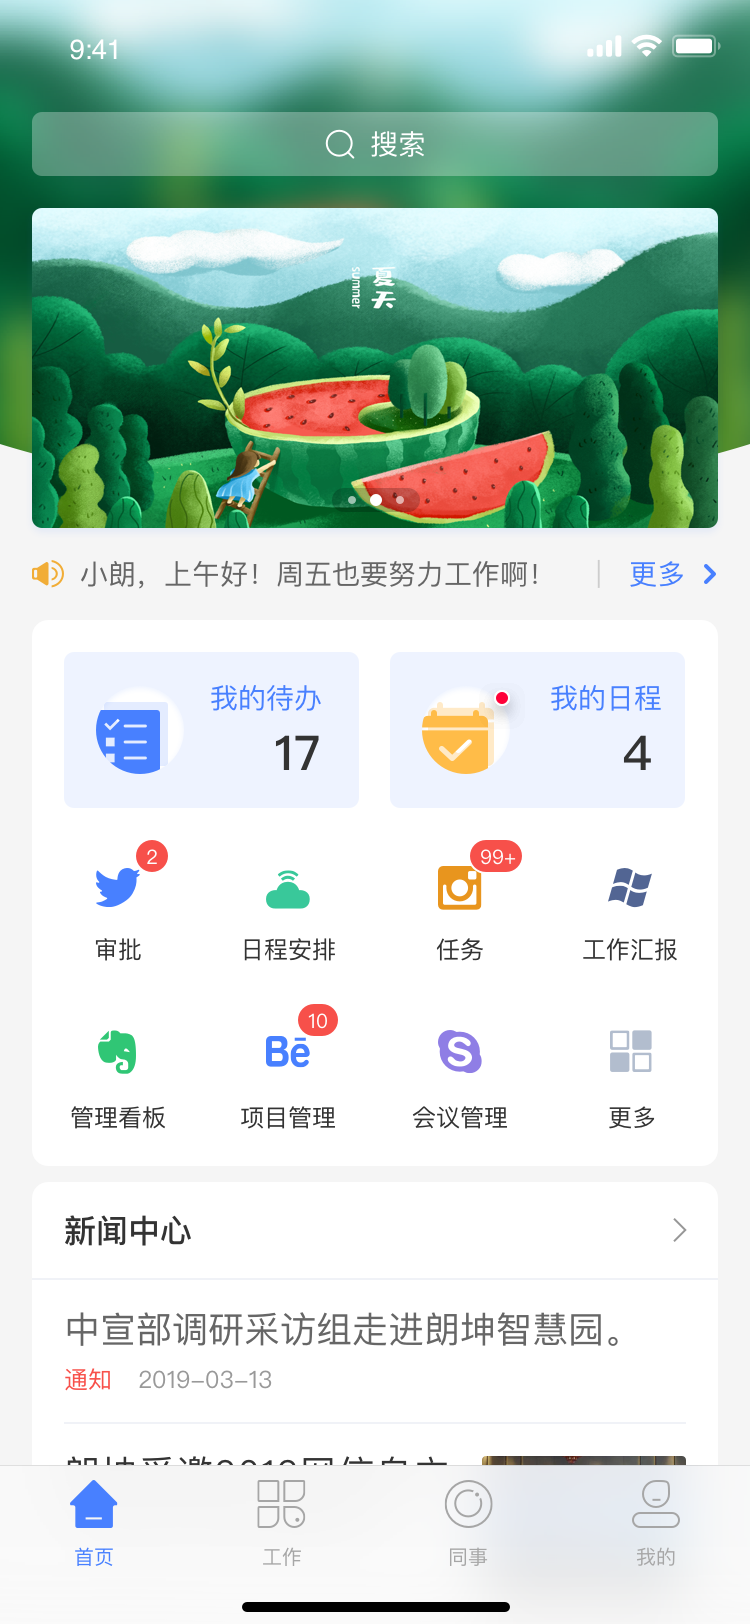 9:41
搜索
夏天
summer
小朗，上午好！周五也要努力工作啊！
更多
我的待办
17
我的日程
4
2
99+
审批
日程安排
任务
工作汇报
10
Bē
S
管理看板
项目管理
会议管理
更多
新闻中心
中宣部调研采访组走进朗坤智慧园。
通知 2019-03-13
首页
工作
同事
我的